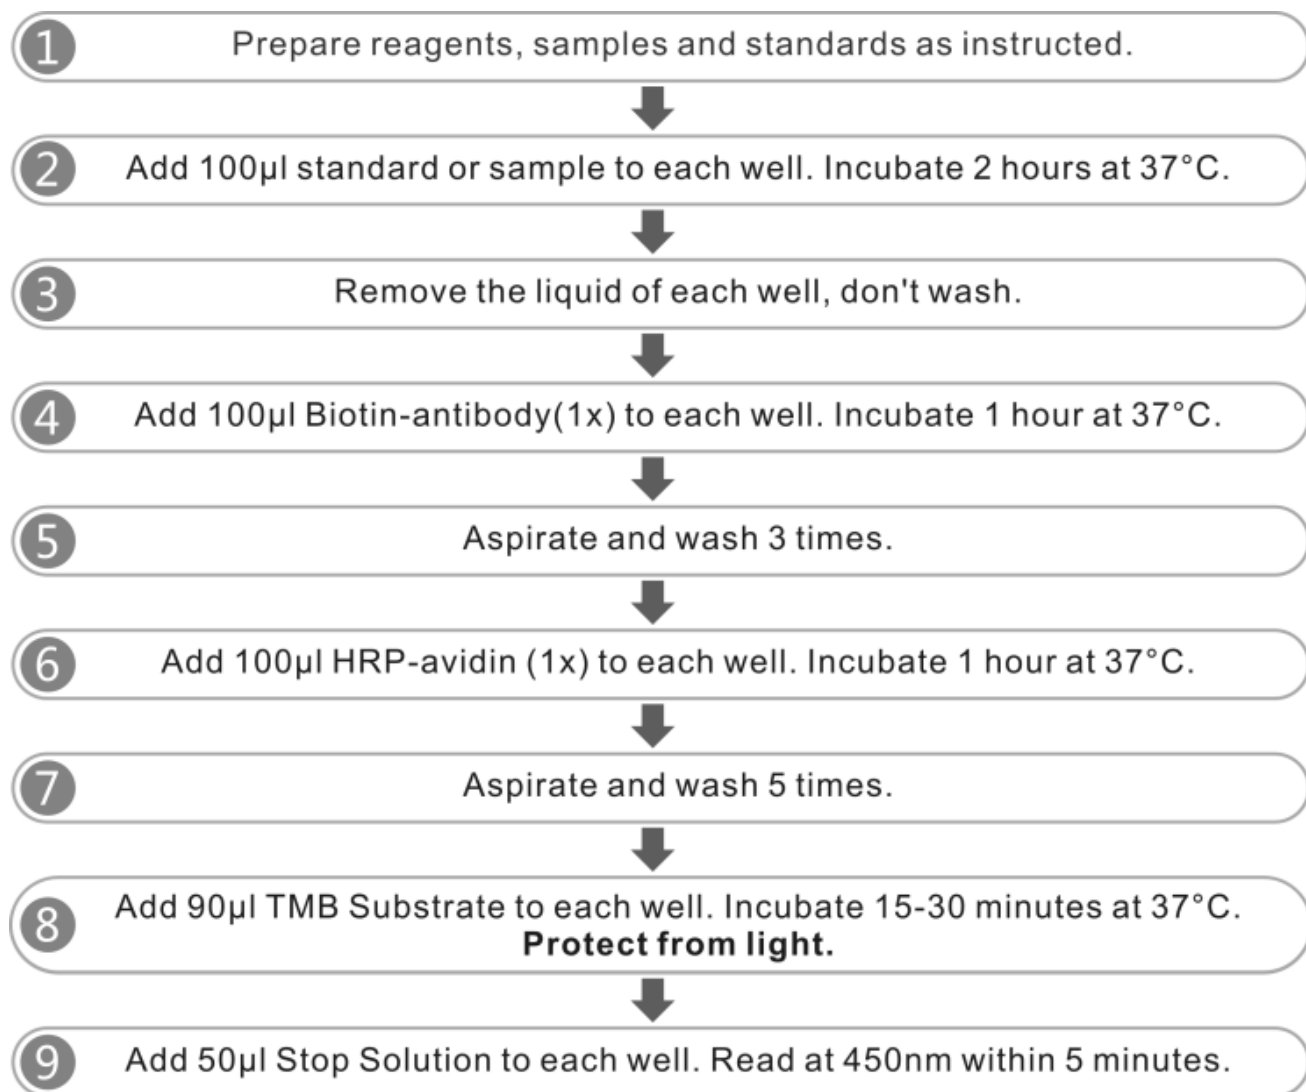 1 Prepare reagents, samples and standards as instructed.
2 Add 100µl standard or sample to each well. Incubate 2 hours at 37°C.
3 Remove the liquid of each well, don't wash.
4 Add 100µl Biotin-antibody(1x) to each well. Incubate 1 hour at 37°C.
5 Aspirate and wash 3 times.
6 Add 100µl HRP-avidin (1x) to each well. Incubate 1 hour at 37°C.
7 Aspirate and wash 5 times.
8 Add 90µl TMB Substrate to each well. Incubate 15-30 minutes at 37°C.
Protect from light.
9 Add 50µl Stop Solution to each well. Read at 450nm within 5 minutes.